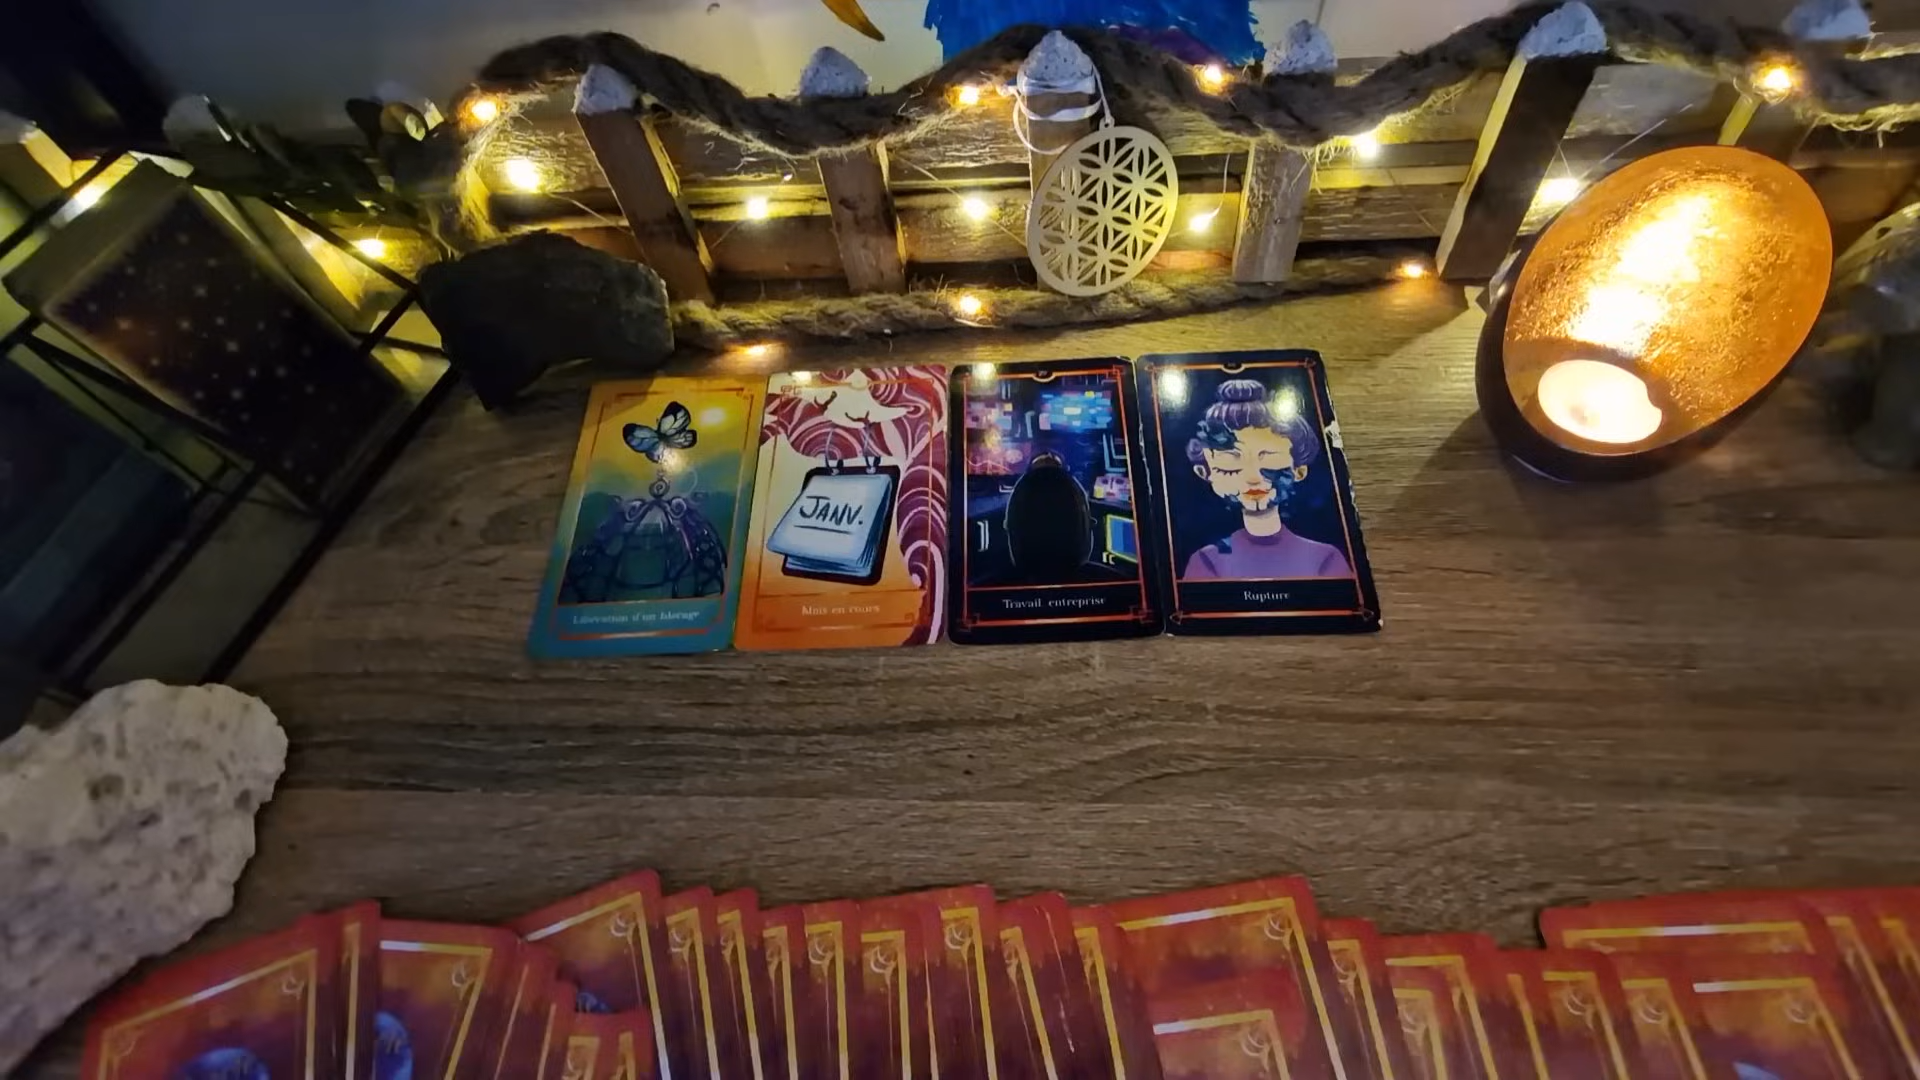 Libération d'un blocage
JANV.
Mois en cours
Travail entreprise
Rupture